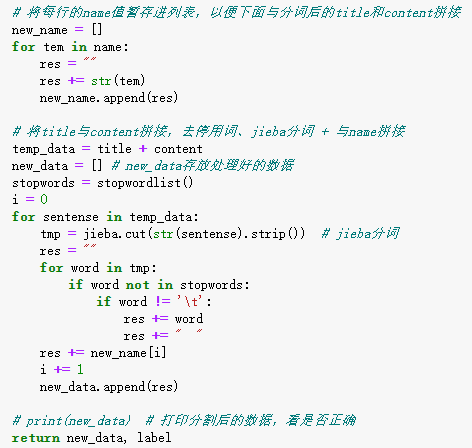 # 将每行的name值暂存进列表，以便下面与分词后的title和content拼接
new_name = []
for tem in name:
    res = ""
    res += str(tem)
    new_name.append(res)

# 将title与content拼接，去停用词、jieba分词 + 与name拼接
temp_data = title + content
new_data = [] # new_data存放处理好的数据
stopwords = stopwordlist()
i = 0
for sentense in temp_data:
    tmp = jieba.cut(str(sentense).strip())  # jieba分词
    res = ""
    for word in tmp:
        if word not in stopwords:
            if word != '\t':
                res += word
                res += " "
    res += new_name[i]
    i += 1
    new_data.append(res)

# print(new_data)  # 打印分割后的数据，看是否正确
return new_data, label